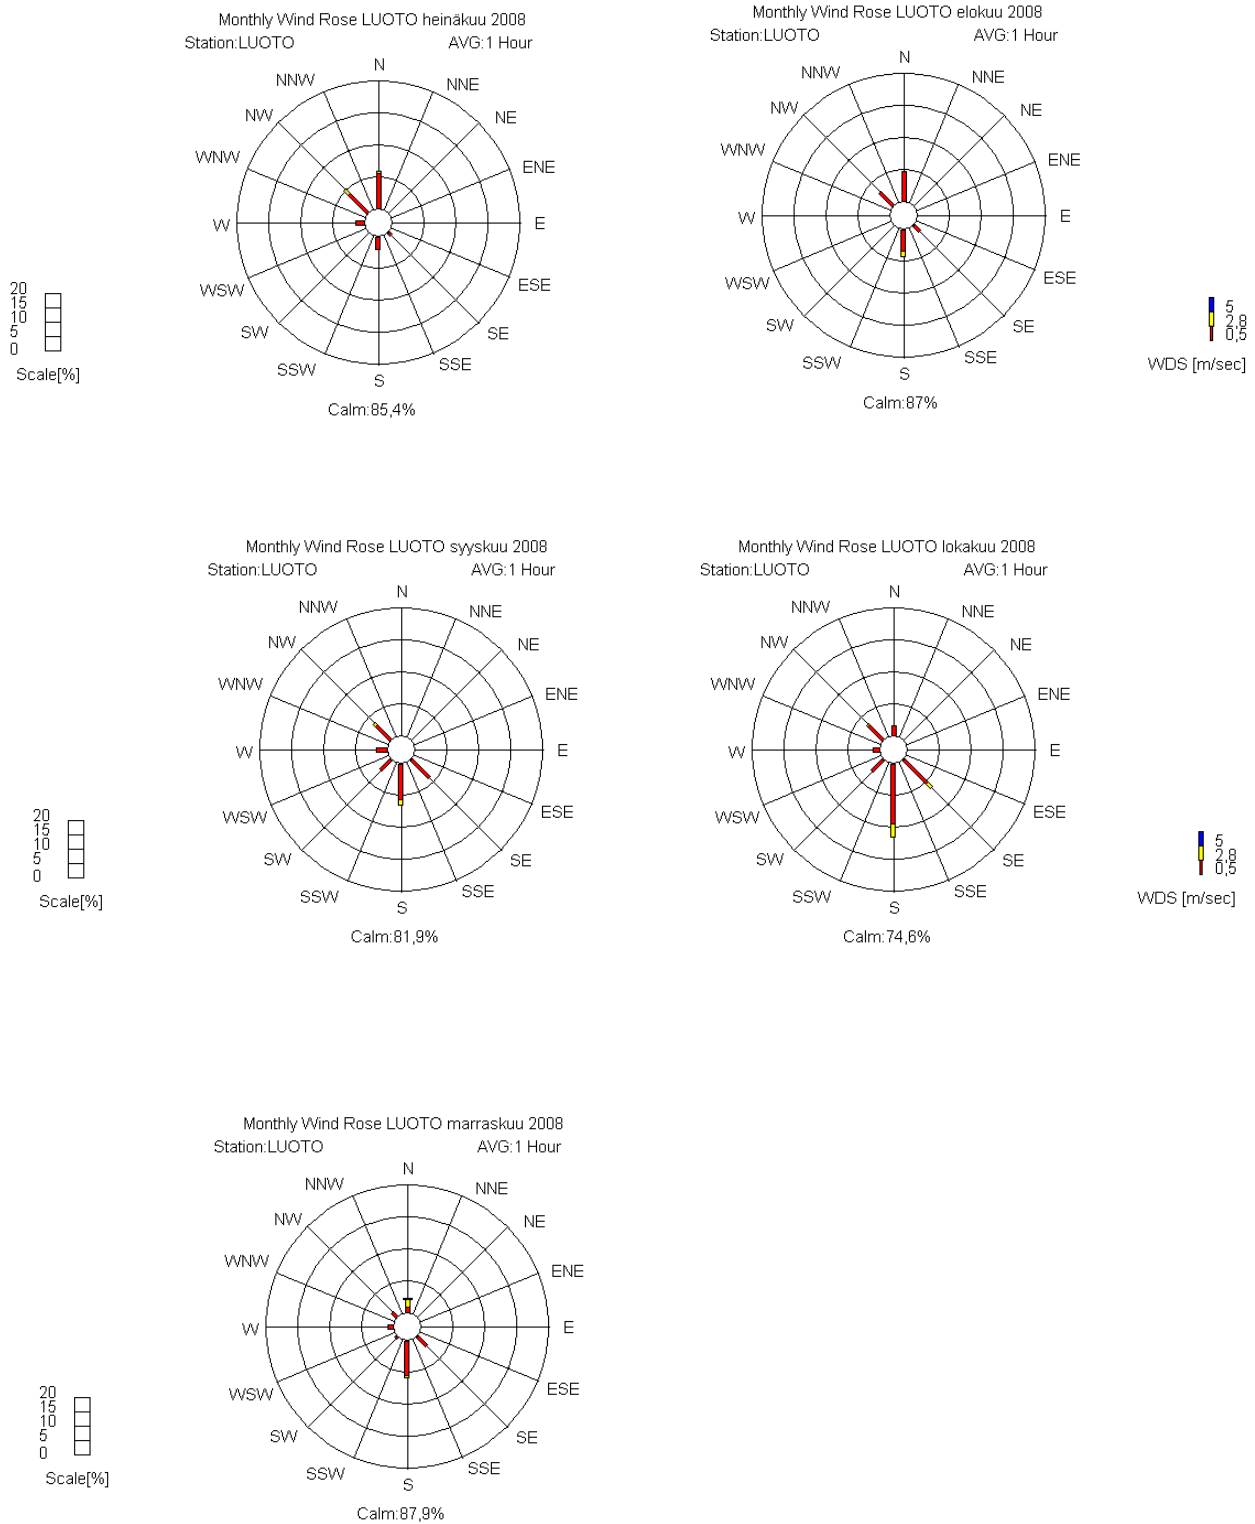 Monthly Wind Rose LUOTO heinäkuu 2008
Station:LUOTO AVG:1 Hour
N
NNW NNE
NW NE
WNW ENE
W E
WSW ESE
SW SE
SSW SSE
S
Calm:85,4%
20
15
10
5
0
Scale[%]
Monthly Wind Rose LUOTO elokuu 2008
Station:LUOTO AVG:1 Hour
N
NNW NNE
NW NE
WNW ENE
W E
WSW ESE
SW SE
SSW SSE
S
Calm:87%
5
2,8
0,5
WDS [m/sec]
Monthly Wind Rose LUOTO syyskuu 2008
Station:LUOTO AVG:1 Hour
N
NNW NNE
NW NE
WNW ENE
W E
WSW ESE
SW SE
SSW SSE
S
Calm:81,9%
20
15
10
5
0
Scale[%]
Monthly Wind Rose LUOTO lokakuu 2008
Station:LUOTO AVG:1 Hour
N
NNW NNE
NW NE
WNW ENE
W E
WSW ESE
SW SE
SSW SSE
S
Calm:74,6%
5
2,8
0,5
WDS [m/sec]
Monthly Wind Rose LUOTO marraskuu 2008
Station:LUOTO AVG:1 Hour
N
NNW NNE
NW NE
WNW ENE
W E
WSW ESE
SW SE
SSW SSE
S
Calm:87,9%
20
15
10
5
0
Scale[%]